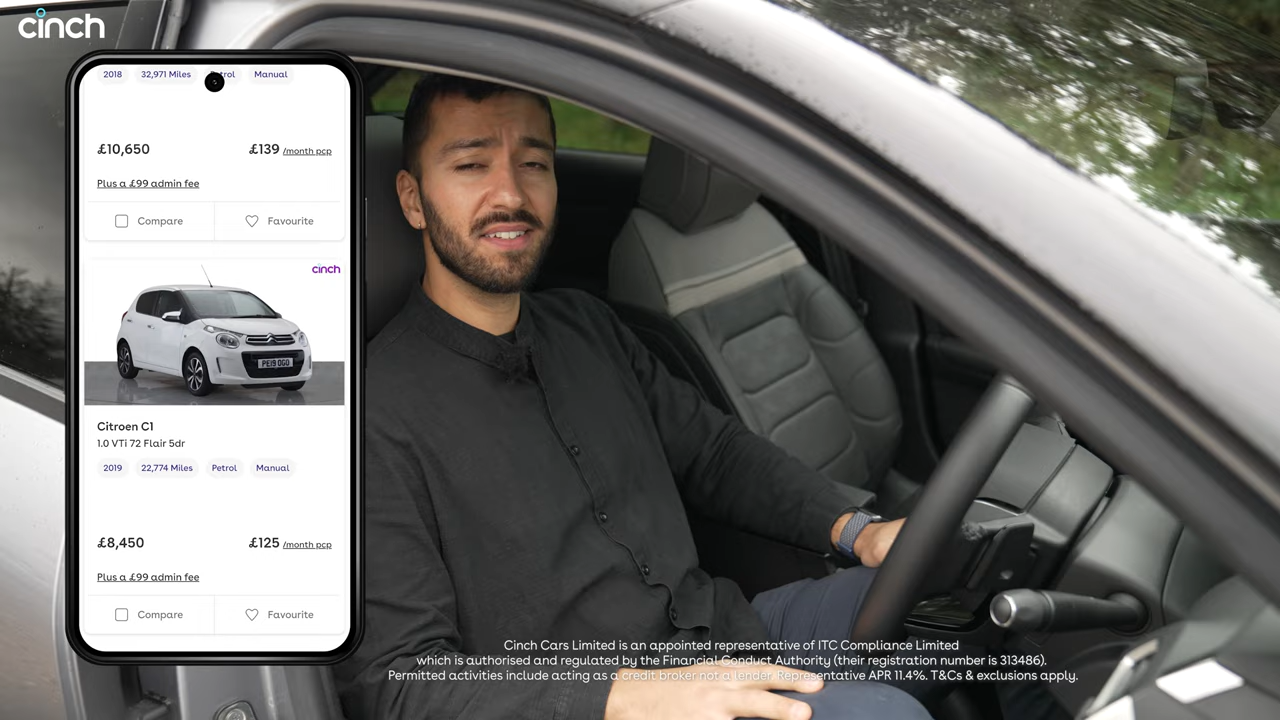 cinch
2018 32,971 Miles Manual
£10,650 £139 /month pcp
Plus a £99 admin fee
Compare Favourite
cinch
PE19 OGO
Citroen C1
1.0 VTi 72 Flair 5dr
2019 22,774 Miles Petrol Manual
£8,450 £125 /month pcp
Plus a £99 admin fee
Compare Favourite
Cinch Cars Limited is an appointed representative of ITC Compliance Limited
which is authorised and regulated by the Financial Conduct Authority (their registration number is 313486).
Permitted activities include acting as a credit broker not a lender. Representative APR 11.4%. T&Cs & exclusions apply.